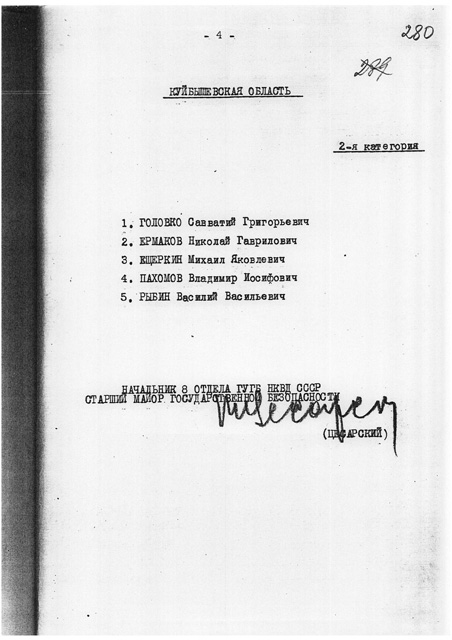 - 4 -
280
КУЙБЫШЕВСКАЯ ОБЛАСТЬ
2-я категория
1. ГОЛОВКО Савватий Григорьевич
2. ЕРМАКОВ Николай Гаврилович
3. ЕЩЕРКИН Михаил Яковлевич
4. ПАХОМОВ Владимир Иосифович
5. РЫБИН Василий Васильевич
НАЧАЛЬНИК 8 ОТДЕЛА ГУГБ НКВД СССР
СТАРШИЙ МАЙОР ГОСУДАРСТВЕННОЙ БЕЗОПАСНОСТИ
(ЦЕСАРСКИЙ)